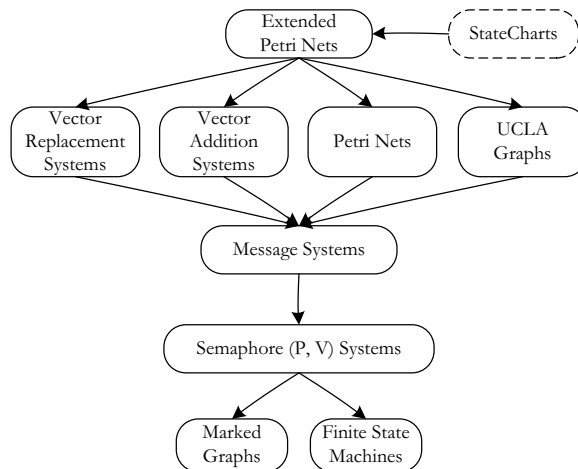 Extended
Petri Nets
StateCharts
Vector
Replacement
Systems
Vector
Addition
Systems
Petri Nets
UCLA
Graphs
Message Systems
Semaphore (P, V) Systems
Marked
Graphs
Finite State
Machines